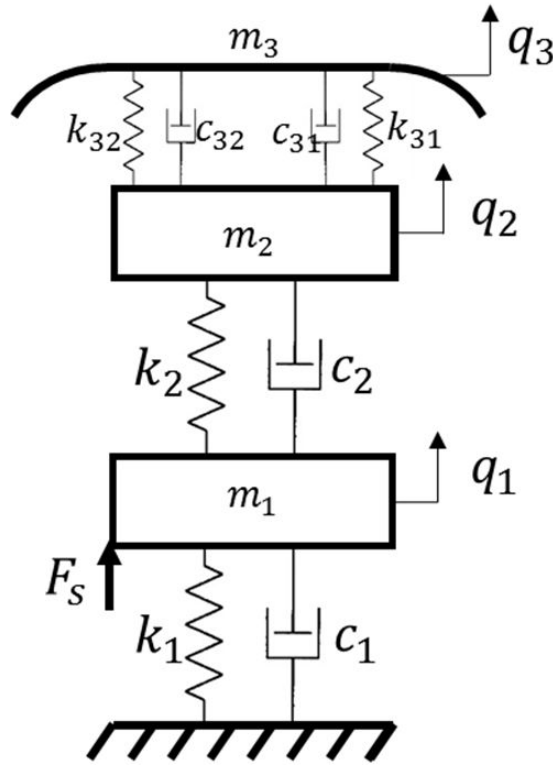 m₃ q₃
k₃₂ c₃₂ c₃₁ k₃₁
m₂ q₂
k₂ c₂
m₁ q₁
Fₛ
k₁ c₁